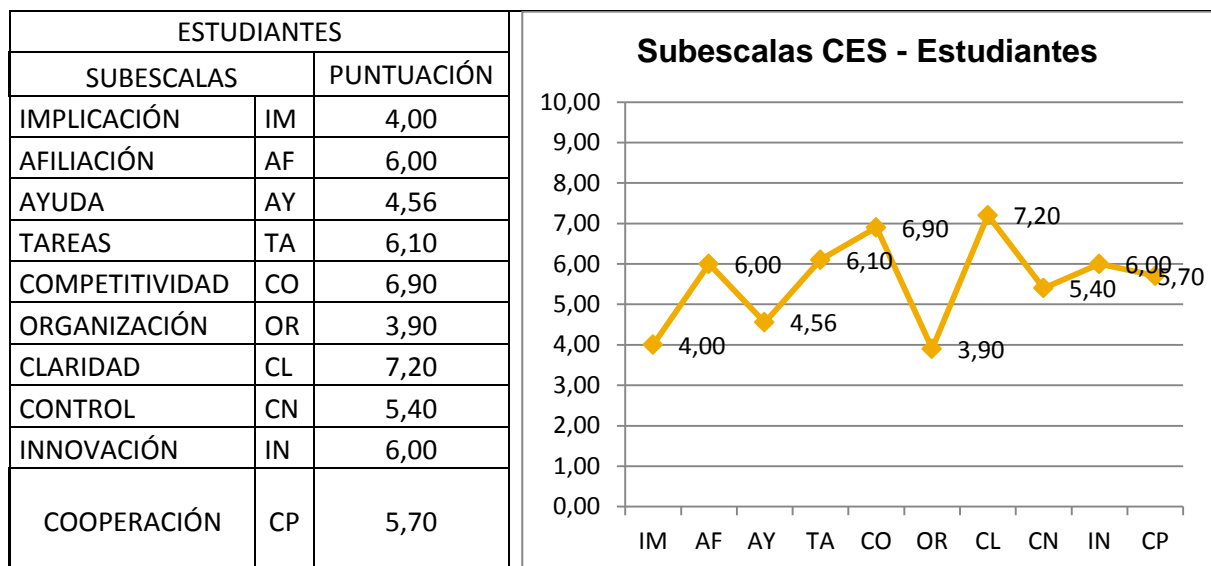 ESTUDIANTES
SUBESCALAS PUNTUACIÓN
IMPLICACIÓN IM 4,00
AFILIACIÓN AF 6,00
AYUDA AY 4,56
TAREAS TA 6,10
COMPETITIVIDAD CO 6,90
ORGANIZACIÓN OR 3,90
CLARIDAD CL 7,20
CONTROL CN 5,40
INNOVACIÓN IN 6,00
COOPERACIÓN CP 5,70
Subescalas CES - Estudiantes
10,00
9,00
8,00
7,00
6,00
5,00
4,00
3,00
2,00
1,00
0,00
4,00
6,00
4,56
6,10
6,90
3,90
7,20
5,40
6,00
5,70
IM AF AY TA CO OR CL CN IN CP